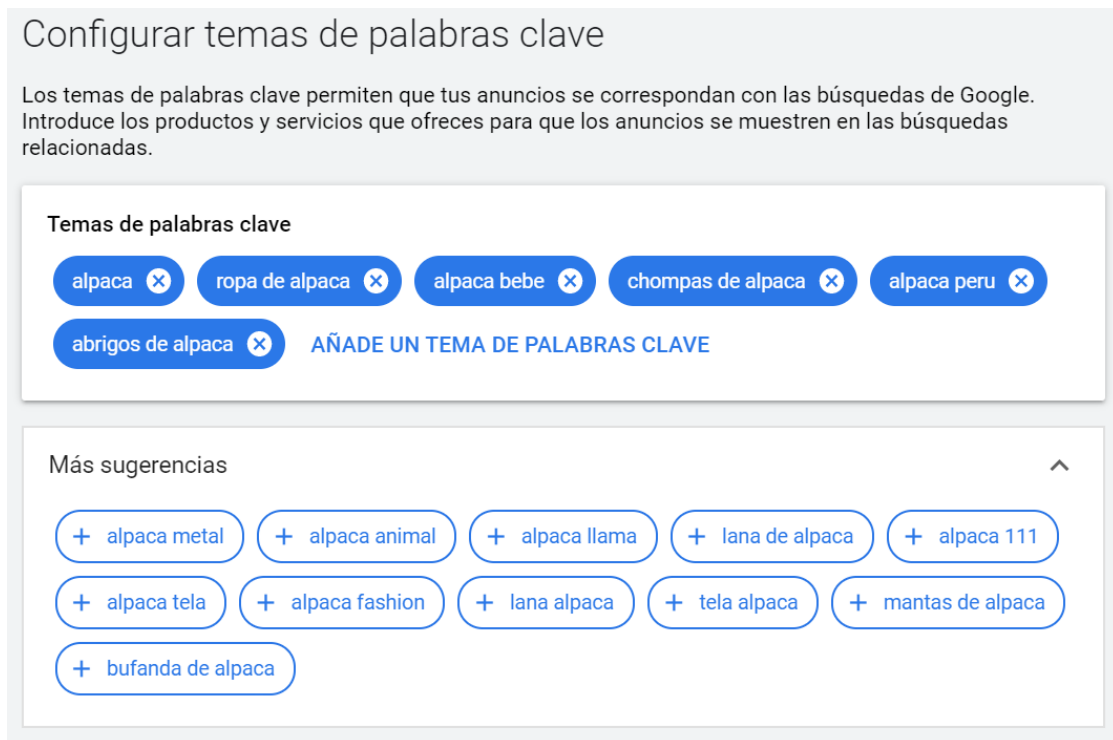 Configurar temas de palabras clave
Los temas de palabras clave permiten que tus anuncios se correspondan con las búsquedas de Google.
Introduce los productos y servicios que ofreces para que los anuncios se muestren en las búsquedas
relacionadas.
Temas de palabras clave
alpaca ropa de alpaca alpaca bebe chompas de alpaca alpaca peru
abrigos de alpaca AÑADE UN TEMA DE PALABRAS CLAVE
Más sugerencias
+ alpaca metal + alpaca animal + alpaca llama + lana de alpaca + alpaca 111
+ alpaca tela + alpaca fashion + lana alpaca + tela alpaca + mantas de alpaca
+ bufanda de alpaca